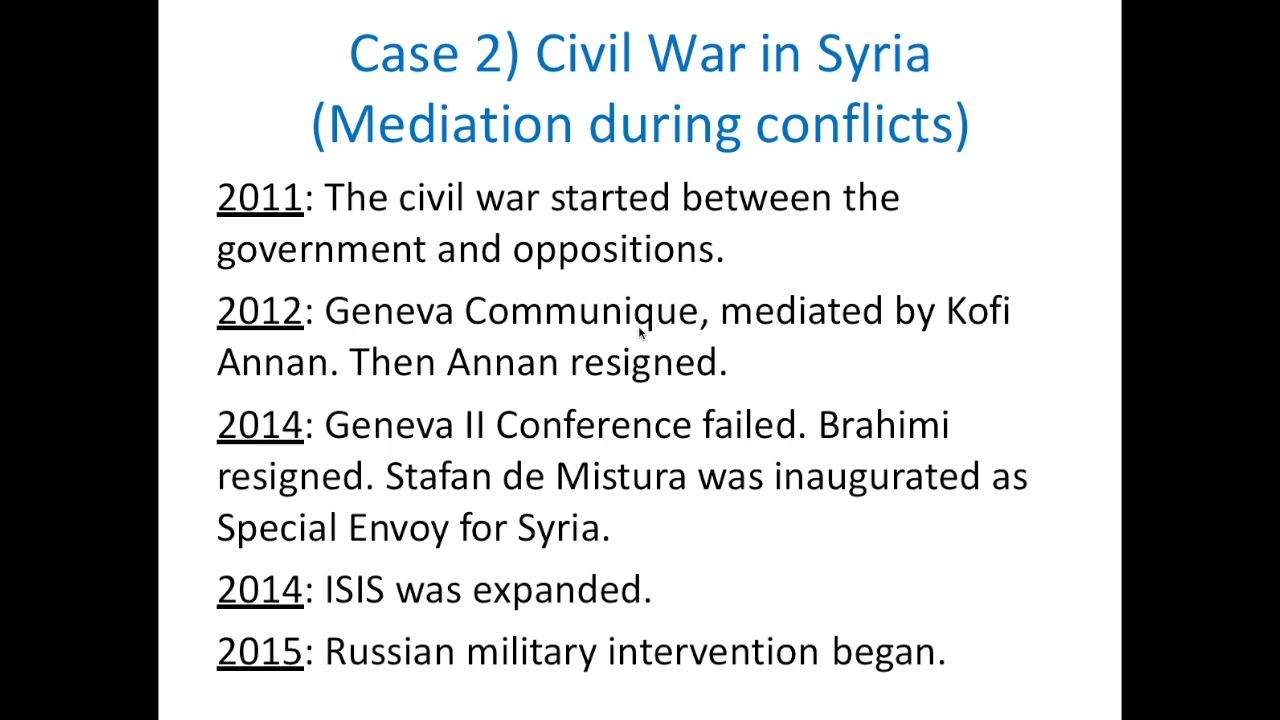 Case 2) Civil War in Syria
(Mediation during conflicts)
2011: The civil war started between the
government and oppositions.
2012: Geneva Communique, mediated by Kofi
Annan. Then Annan resigned.
2014: Geneva II Conference failed. Brahimi
resigned. Stafan de Mistura was inaugurated as
Special Envoy for Syria.
2014: ISIS was expanded.
2015: Russian military intervention began.